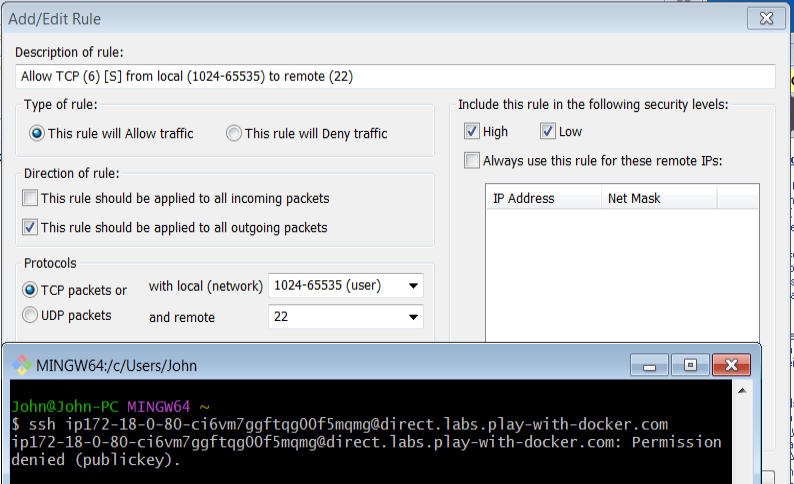 Add/Edit Rule
Description of rule:
Allow TCP (6) [S] from local (1024-65535) to remote (22)
Type of rule:
This rule will Allow traffic
This rule will Deny traffic
Include this rule in the following security levels:
High
Low
Always use this rule for these remote IPs:
Direction of rule:
This rule should be applied to all incoming packets
This rule should be applied to all outgoing packets
IP Address
Net Mask
Protocols
TCP packets or
UDP packets
with local (network)
1024-65535 (user)
and remote
22
MINGW64:/c/Users/John
John@John-PC MINGW64 ~
$ ssh ip172-18-0-80-ci6vm7ggftqg00f5mqmg@direct.labs.play-with-docker.com
ip172-18-0-80-ci6vm7ggftqg00f5mqmg@direct.labs.play-with-docker.com: Permission
denied (publickey).